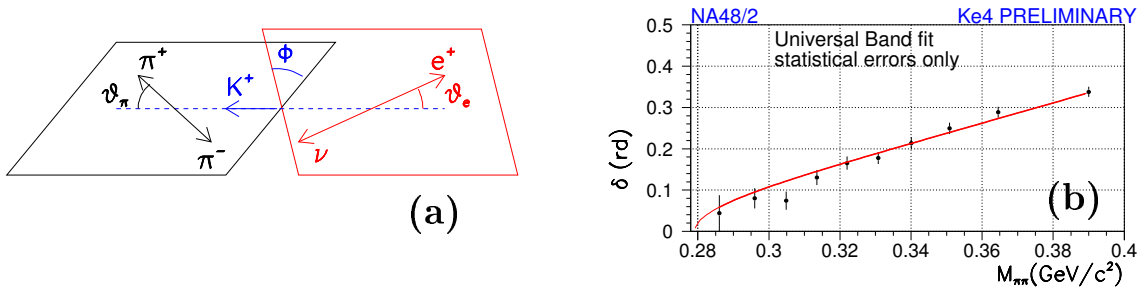 π+
K+
ϕ
e+
ϑπ
ϑe
π-
ν
(a)
NA48/2
Ke4 PRELIMINARY
Universal Band fit
statistical errors only
δ (rd)
0.5
0.4
0.3
0.2
0.1
0
(b)
0.28
0.3
0.32
0.34
0.36
0.38
0.4
Mππ(GeV/c2)